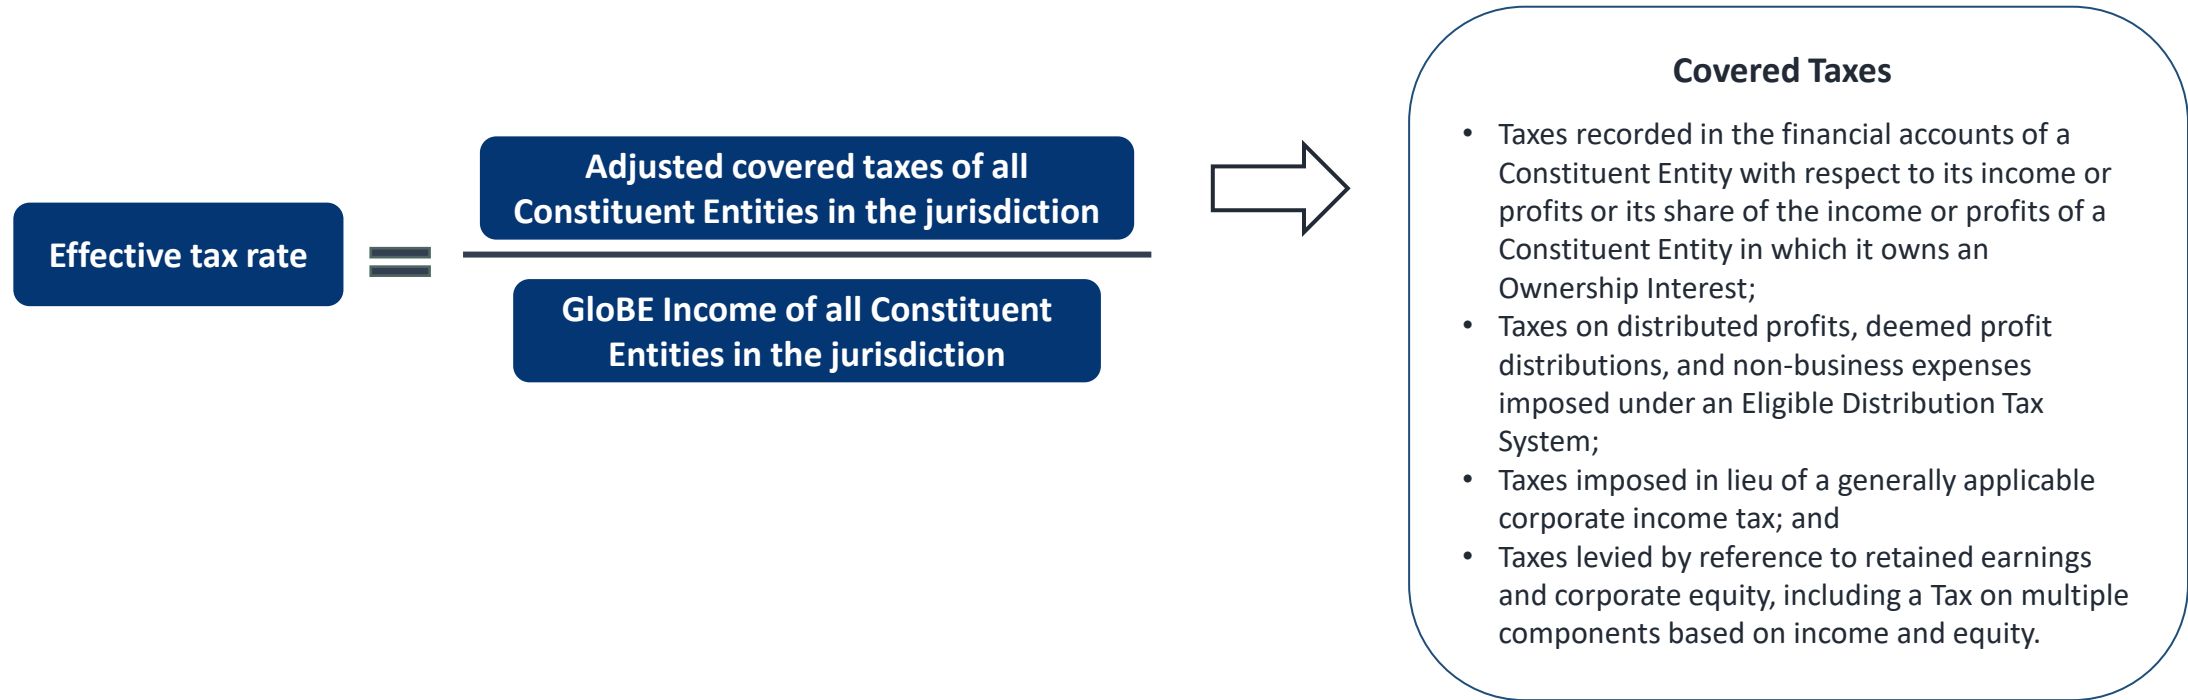 Effective tax rate
Adjusted covered taxes of all
Constituent Entities in the jurisdiction
GloBE Income of all Constituent
Entities in the jurisdiction
Covered Taxes
• Taxes recorded in the financial accounts of a
Constituent Entity with respect to its income or
profits or its share of the income or profits of a
Constituent Entity in which it owns an
Ownership Interest;
• Taxes on distributed profits, deemed profit
distributions, and non-business expenses
imposed under an Eligible Distribution Tax
System;
• Taxes imposed in lieu of a generally applicable
corporate income tax; and
• Taxes levied by reference to retained earnings
and corporate equity, including a Tax on multiple
components based on income and equity.